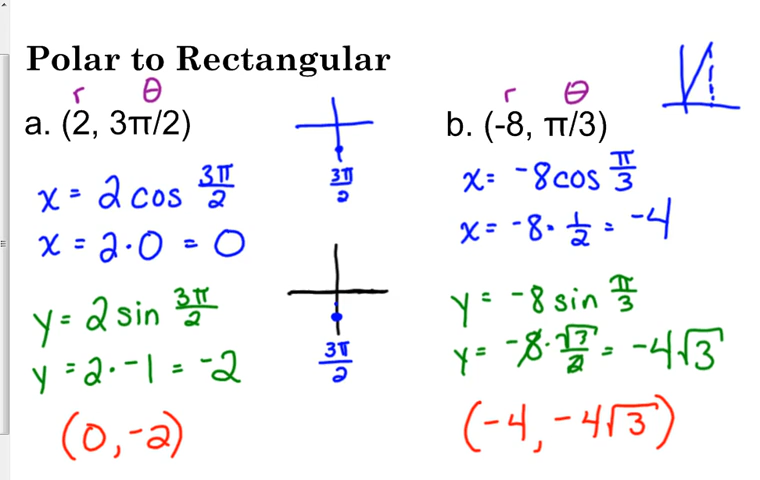 Polar to Rectangular
r θ
a. (2, 3π/2)
x = 2 cos 3π/2
x = 2 · 0 = 0
y = 2 sin 3π/2
y = 2 · -1 = -2
(0, -2)
3π/2
3π/2
r θ
b. (-8, π/3)
x = -8 cos π/3
x = -8 · 1/2 = -4
y = -8 sin π/3
y = -8 · √3/2 = -4√3
(-4, -4√3)